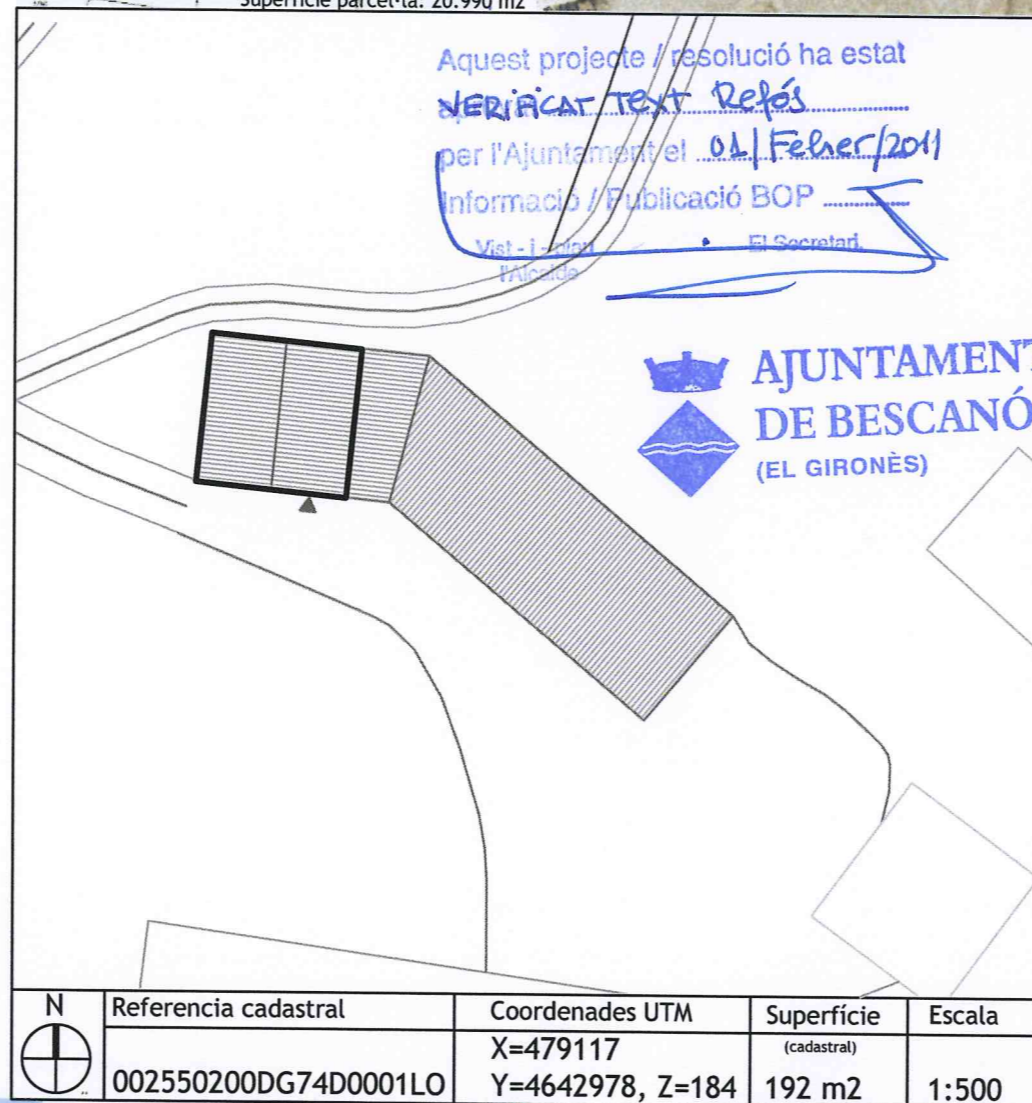 Superfície parcel·la: 20.990 m2
Aquest projecte / resolució ha estat
VERIFICAT TEXT Refós
per l'Ajuntament el 01/Febrer/2011
Informació / Publicació BOP
Vist - i - plau
l'Alcalde
El Secretari,
AJUNTAMENT
DE BESCANÓ
(EL GIRONÈS)
N
Referencia cadastral
Coordenades UTM
Superfície
Escala
(cadastral)
002550200DG74D0001LO
X=479117
Y=4642978, Z=184
192 m2
1:500